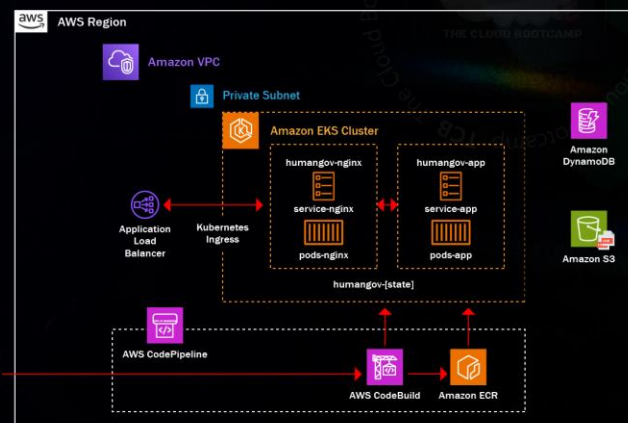 aws
AWS Region
THE CLOUD BOOTCAMP
Amazon VPC
Private Subnet
Amazon EKS Cluster
humangov-nginx
humangov-app
service-nginx
service-app
pods-nginx
pods-app
humangov-[state]
Application
Load
Balancer
Kubernetes
Ingress
Amazon
DynamoDB
Amazon S3
AWS CodePipeline
AWS CodeBuild
Amazon ECR